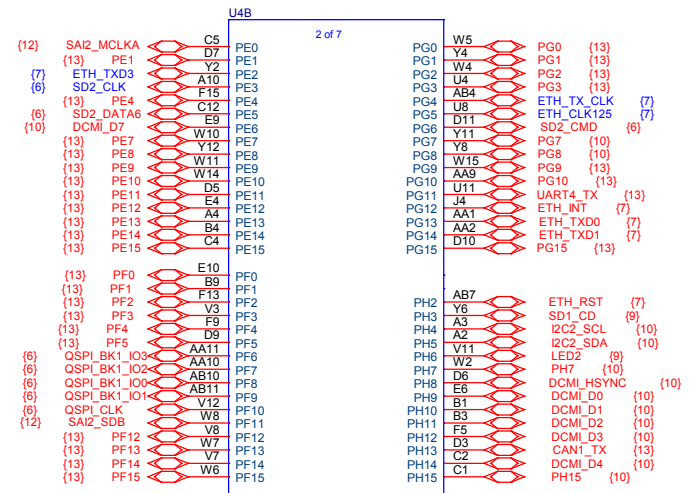 U4B
2 of 7
{12} SAI2_MCLKA C5 PE0
{13} PE1 D7 PE1
{7} ETH_TXD3 Y2 PE2
{6} SD2_CLK A10 PE3
{13} PE4 F15 PE4
{6} SD2_DATA6 C12 PE5
{10} DCMI_D7 E9 PE6
{13} PE7 W10 PE7
{13} PE8 Y12 PE8
{13} PE9 W11 PE9
{13} PE10 W14 PE10
{13} PE11 D5 PE11
{13} PE12 E4 PE12
{13} PE13 A4 PE13
{13} PE14 B4 PE14
{13} PE15 C4 PE15
{13} PF0 E10 PF0
{13} PF1 B9 PF1
{13} PF2 F13 PF2
{13} PF3 V3 PF3
{13} PF4 F9 PF4
{13} PF5 D9 PF5
{6} QSPI_BK1_IO3 AA11 PF6
{6} QSPI_BK1_IO2 AA10 PF7
{6} QSPI_BK1_IO0 AB10 PF8
{6} QSPI_BK1_IO1 AB11 PF9
{6} QSPI_CLK V12 PF10
{12} SAI2_SDB W8 PF11
{13} PF12 V8 PF12
{13} PF13 W7 PF13
{13} PF14 V7 PF14
{13} PF15 W6 PF15
PG0 W5 PG0 {13}
PG1 Y4 PG1 {13}
PG2 W4 PG2 {13}
PG3 U4 PG3 {13}
PG4 AB4 ETH_TX_CLK {7}
PG5 U8 ETH_CLK125 {7}
PG6 D11 SD2_CMD {6}
PG7 Y11 PG7 {10}
PG8 Y8 PG8 {10}
PG9 W15 PG9 {13}
PG10 AA9 PG10 {13}
PG11 U11 UART4_TX {13}
PG12 J4 ETH_INT {7}
PG13 AA1 ETH_TXD0 {7}
PG14 AA2 ETH_TXD1 {7}
PG15 D10 PG15 {13}
PH2 AB7 ETH_RST {7}
PH3 Y6 SD1_CD {9}
PH4 A3 I2C2_SCL {10}
PH5 A2 I2C2_SDA {10}
PH6 V11 LED2 {9}
PH7 W2 PH7 {10}
PH8 D6 DCMI_HSYNC {10}
PH9 E6 DCMI_D0 {10}
PH10 B1 DCMI_D1 {10}
PH11 B3 DCMI_D2 {10}
PH12 F5 DCMI_D3 {10}
PH13 D3 CAN1_TX {13}
PH14 C2 DCMI_D4 {10}
PH15 C1 PH15 {10}